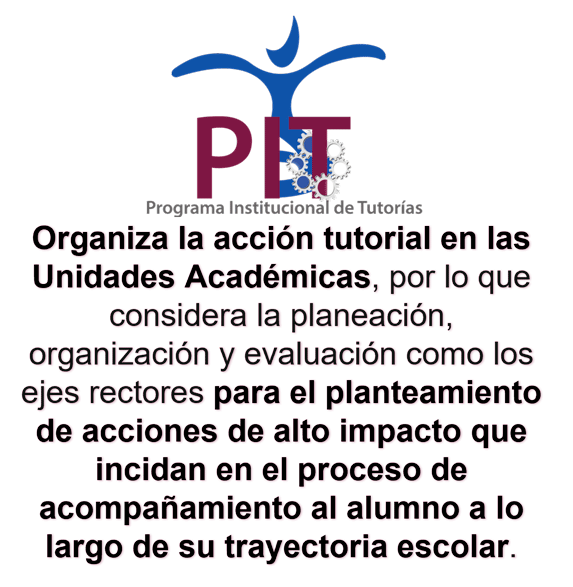 PIT
Programa Institucional de Tutorías
Organiza la acción tutorial en las
Unidades Académicas, por lo que
considera la planeación,
organización y evaluación como los
ejes rectores para el planteamiento
de acciones de alto impacto que
incidan en el proceso de
acompañamiento al alumno a lo
largo de su trayectoria escolar.